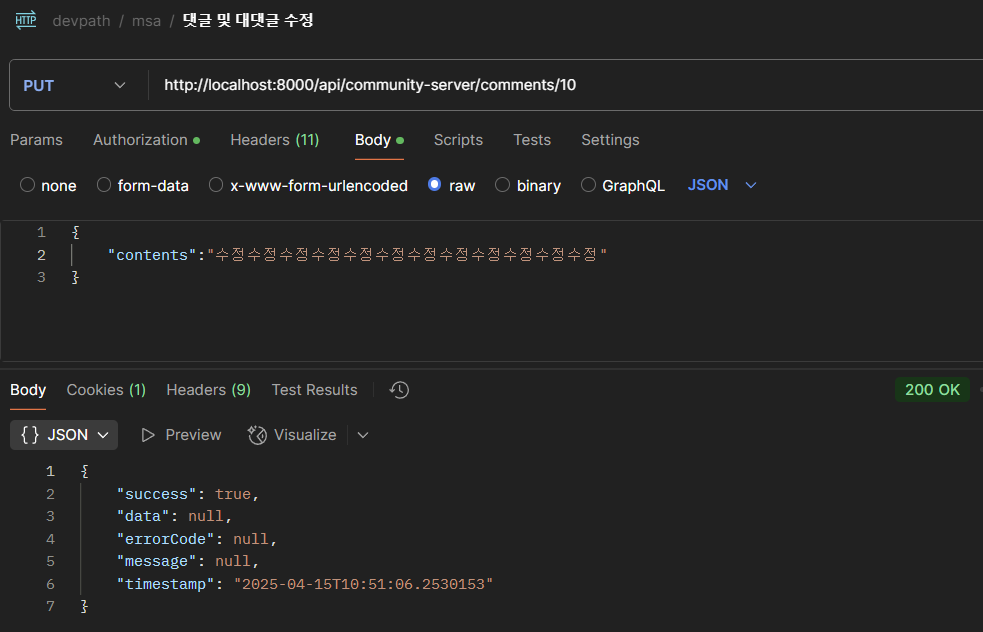 HTTP devpath / msa / 댓글 및 대댓글 수정
PUT http://localhost:8000/api/community-server/comments/10
Params Authorization Headers (11) Body Scripts Tests Settings
none form-data x-www-form-urlencoded raw binary GraphQL JSON
1 {
2 "contents":"수정수정수정수정수정수정수정수정수정수정수정수정"
3 }
Body Cookies (1) Headers (9) Test Results 200 OK
{} JSON Preview Visualize
1 {
2 "success": true,
3 "data": null,
4 "errorCode": null,
5 "message": null,
6 "timestamp": "2025-04-15T10:51:06.2530153"
7 }